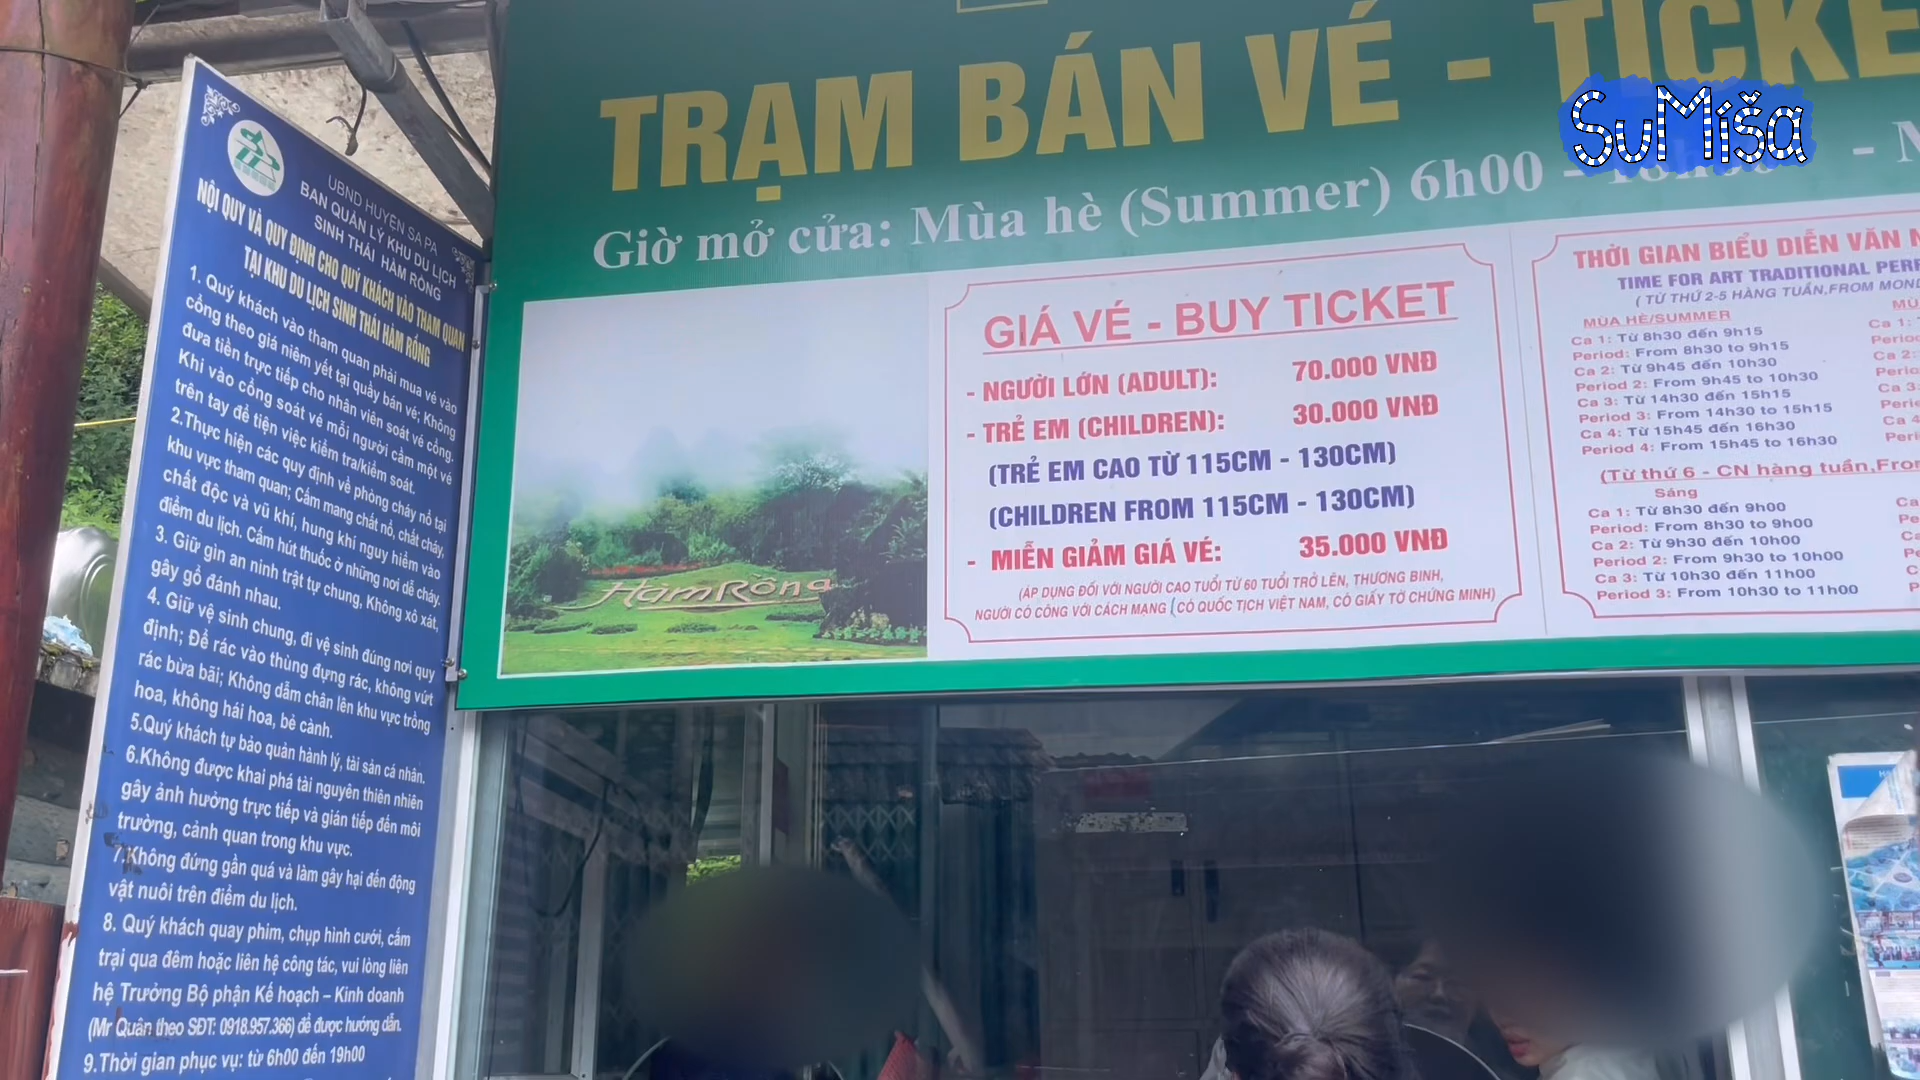 UBND HUYỆN SA PA
BAN QUẢN LÝ KHU DU LỊCH
SINH THÁI HÀM RỒNG
NỘI QUY VÀ QUY ĐỊNH CHO QUÝ KHÁCH VÀO THAM QUAN
TẠI KHU DU LỊCH SINH THÁI HÀM RỒNG
1. Quý khách vào tham quan phải mua vé vào
cổng theo giá niêm yết tại quầy bán vé; Không
đưa tiền trực tiếp cho nhân viên soát vé cổng.
Khi vào cổng soát vé mỗi người cầm một vé
trên tay để tiện việc kiểm tra/kiểm soát.
2.Thực hiện các quy định về phòng cháy nổ tại
khu vực tham quan; Cấm mang chất nổ, chất cháy,
chất độc và vũ khí, hung khí nguy hiểm vào
điểm du lịch. Cấm hút thuốc ở những nơi dễ cháy.
3. Giữ gìn an ninh trật tự chung, Không xô xát,
gây gổ đánh nhau.
4. Giữ vệ sinh chung, đi vệ sinh đúng nơi quy
định; Để rác vào thùng đựng rác, không vứt
rác bừa bãi; Không dẫm chân lên khu vực trồng
hoa, không hái hoa, bẻ cành.
5.Quý khách tự bảo quản hành lý, tài sản cá nhân.
6.Không được khai phá tài nguyên thiên nhiên
gây ảnh hưởng trực tiếp và gián tiếp đến môi
trường, cảnh quan trong khu vực.
7.Không đứng gần quá và làm gây hại đến động
vật nuôi trên điểm du lịch.
8. Quý khách quay phim, chụp hình cưới, cắm
trại qua đêm hoặc liên hệ công tác, vui lòng liên
hệ Trưởng Bộ phận Kế hoạch – Kinh doanh
(Mr Quân theo SĐT: 0918.957.366) để được hướng dẫn.
9.Thời gian phục vụ: từ 6h00 đến 19h00
TRẠM BÁN VÉ - TICKE
Giờ mở cửa: Mùa hè (Summer) 6h00 - - M
SuMiša
HàmRồng
GIÁ VÉ - BUY TICKET
- NGƯỜI LỚN (ADULT): 70.000 VNĐ
- TRẺ EM (CHILDREN): 30.000 VNĐ
(TRẺ EM CAO TỪ 115CM - 130CM)
(CHILDREN FROM 115CM - 130CM)
- MIỄN GIẢM GIÁ VÉ: 35.000 VNĐ
(ÁP DỤNG ĐỐI VỚI NGƯỜI CAO TUỔI TỪ 60 TUỔI TRỞ LÊN, THƯƠNG BINH,
NGƯỜI CÓ CÔNG VỚI CÁCH MẠNG (CÓ QUỐC TỊCH VIỆT NAM, CÓ GIẤY TỜ CHỨNG MINH)
THỜI GIAN BIỂU DIỄN VĂN N
TIME FOR ART TRADITIONAL PERF
( TỪ THỨ 2-5 HÀNG TUẦN,FROM MOND
MÙA HÈ/SUMMER
Ca 1: Từ 8h30 đến 9h15
Period: From 8h30 to 9h15
Ca 2: Từ 9h45 đến 10h30
Period 2: From 9h45 to 10h30
Ca 3: Từ 14h30 đến 15h15
Period 3: From 14h30 to 15h15
Ca 4: Từ 15h45 đến 16h30
Period 4: From 15h45 to 16h30
MÙ
Ca 1:
Perio
Ca 2:
Perio
Ca 3:
Perie
Ca 4:
Peri
(Từ thứ 6 - CN hàng tuần,Fro
Sáng
Ca 1: Từ 8h30 đến 9h00
Period: From 8h30 to 9h00
Ca 2: Từ 9h30 đến 10h00
Period 2: From 9h30 to 10h00
Ca 3: Từ 10h30 đến 11h00
Period 3: From 10h30 to 11h00